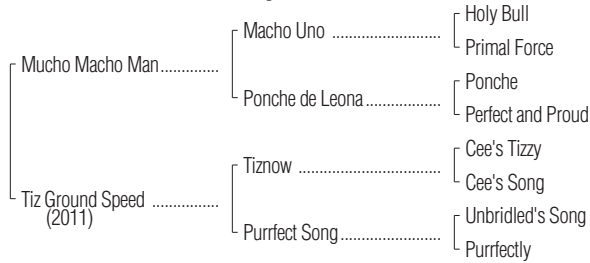 Holy Bull
Macho Uno ........................
Primal Force
Mucho Macho Man..............
Ponche
Ponche de Leona.................
Perfect and Proud
Cee's Tizzy
Tiznow ...............................
Cee's Song
Tiz Ground Speed ................
(2011)
Unbridled's Song
Purrfect Song......................
Purrfectly